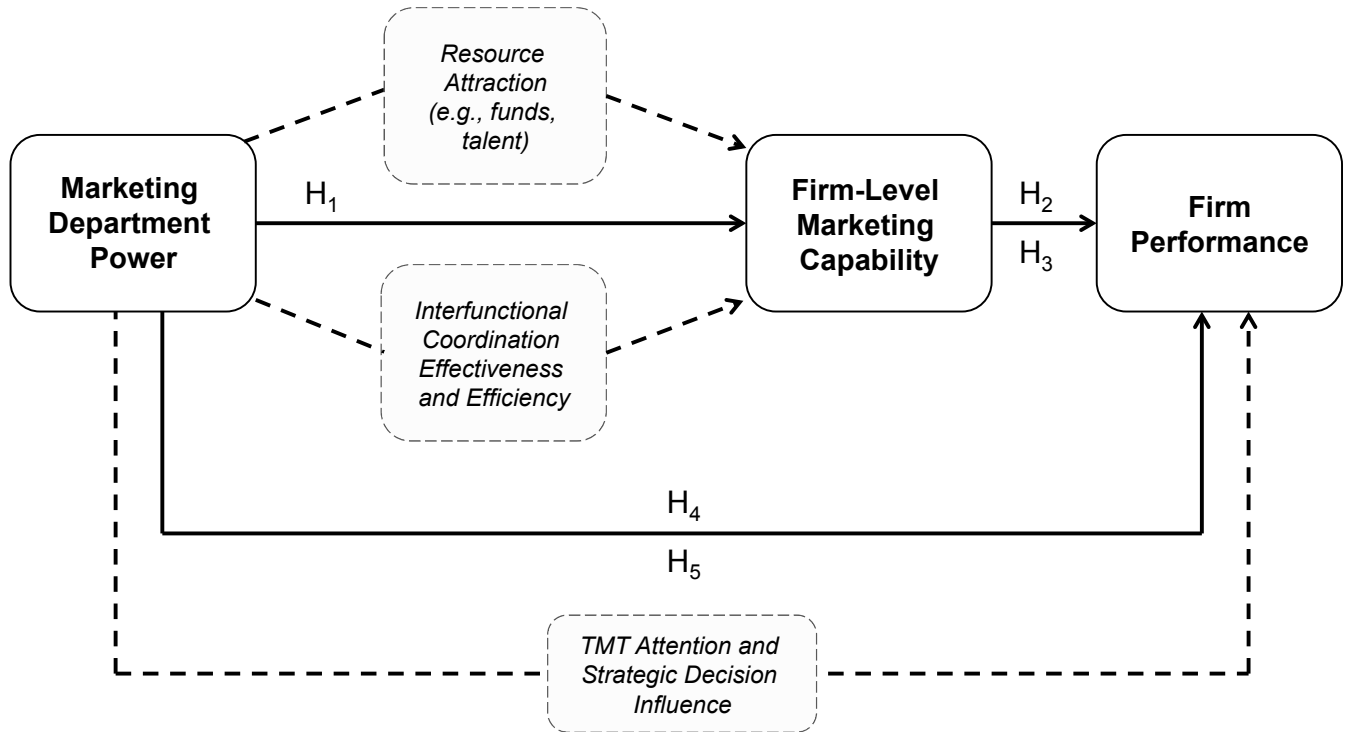 Resource
Attraction
(e.g., funds,
talent)
Marketing
Department
Power
H₁
Firm-Level
Marketing
Capability
H₂
H₃
Firm
Performance
Interfunctional
Coordination
Effectiveness
and Efficiency
H₄
H₅
TMT Attention and
Strategic Decision
Influence